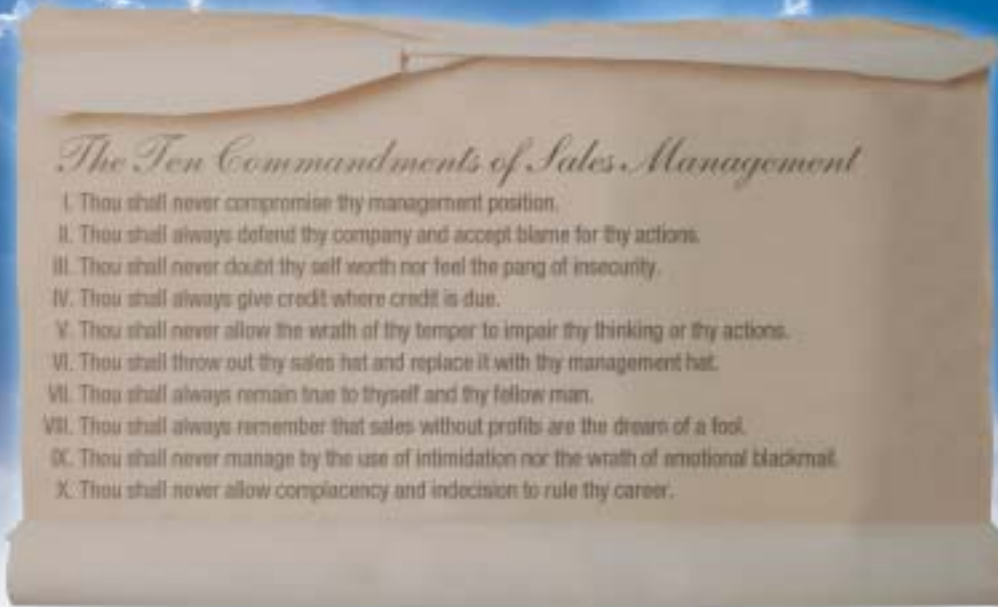 The Ten Commandments of Sales Management
I. Thou shall never compromise thy management position.
II. Thou shall always defend thy company and accept blame for thy actions.
III. Thou shall never doubt thy self worth nor feel the pang of insecurity.
IV. Thou shall always give credit where credit is due.
V. Thou shall never allow the wrath of thy temper to impair thy thinking or thy actions.
VI. Thou shall throw out thy sales hat and replace it with thy management hat.
VII. Thou shall always remain true to thyself and thy fellow man.
VIII. Thou shall always remember that sales without profits are the dream of a fool.
IX. Thou shall never manage by the use of intimidation nor the wrath of emotional blackmail.
X. Thou shall never allow complacency and indecision to rule thy career.